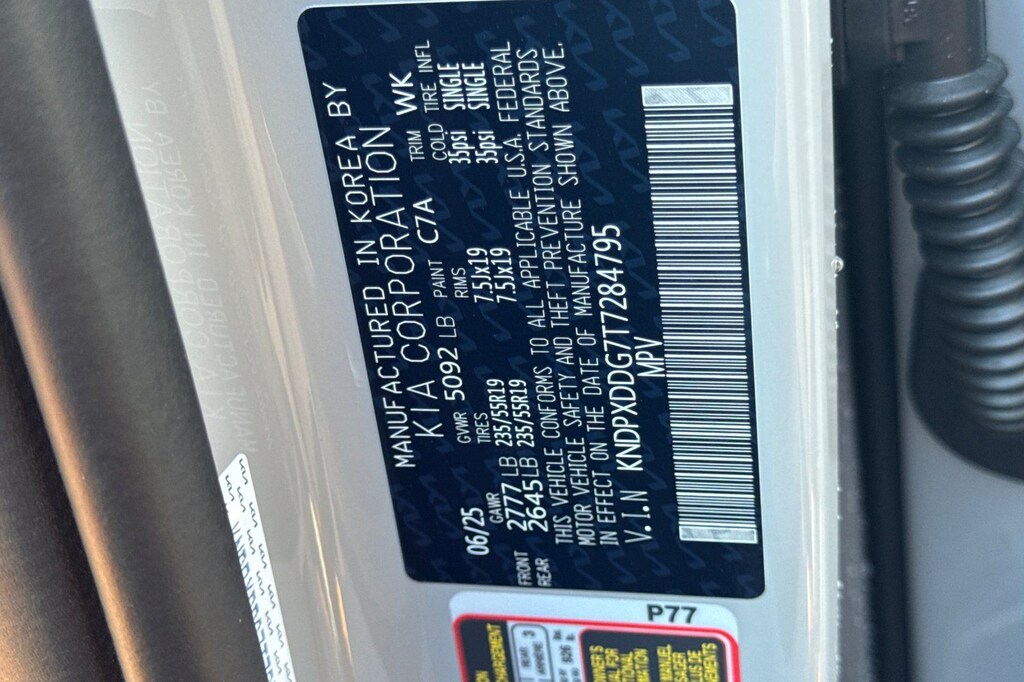 MANUFACTURED IN KOREA BY
KIA CORPORATION
06/25 GVWR 5092 LB PAINT C7A TRIM WK
GAWR TIRES RIMS COLD TIRE INFL
FRONT 2777 LB 235/55R19 7.5Jx19 35psi SINGLE
REAR 2645 LB 235/55R19 7.5Jx19 35psi SINGLE
THIS VEHICLE CONFORMS TO ALL APPLICABLE U.S.A. FEDERAL
MOTOR VEHICLE SAFETY AND THEFT PREVENTION STANDARDS
IN EFFECT ON THE DATE OF MANUFACTURE SHOWN ABOVE.
V.I.N KNDPXDDG7T7284795
MPV
P77
REAR 3
MANUEL